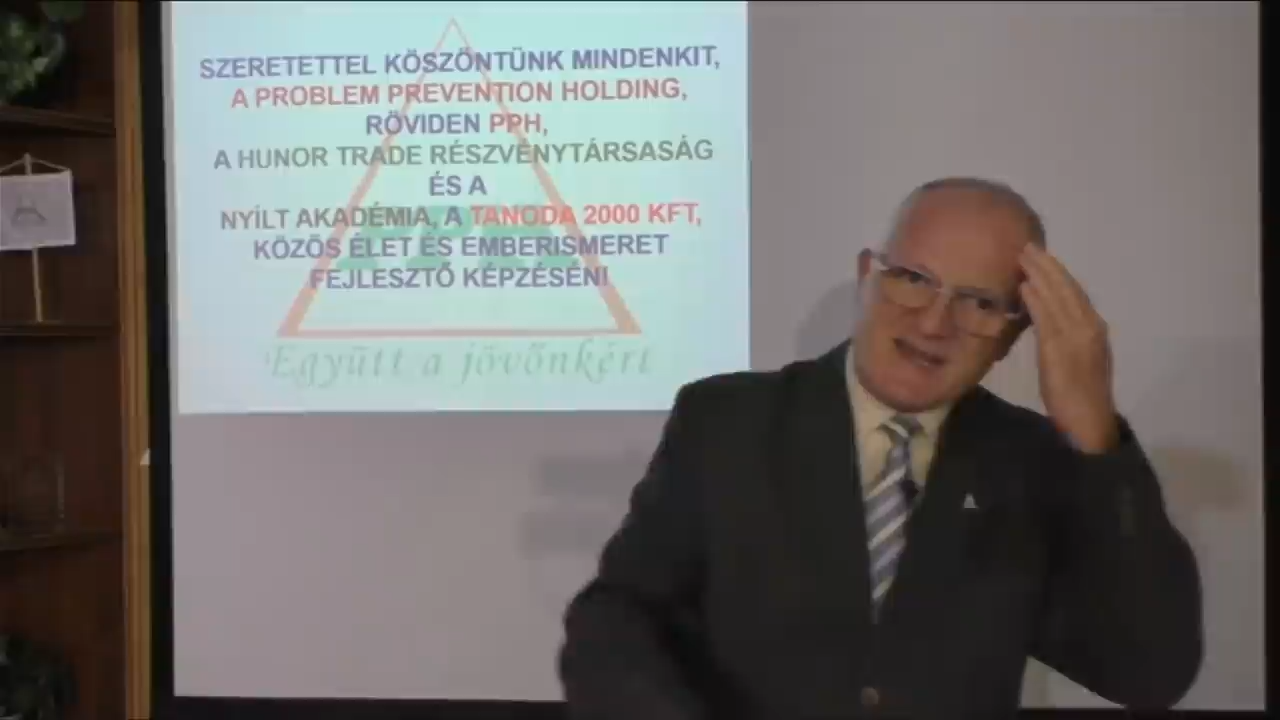 SZERETETTEL KÖSZÖNTÜNK MINDENKIT,
A PROBLEM PREVENTION HOLDING,
RÖVIDEN PPH,
A HUNOR TRADE RÉSZVÉNYTÁRSASÁG
ÉS A
NYÍLT AKADÉMIA, A TANODA 2000 KFT,
KÖZÖS ÉLET ÉS EMBERISMERET
FEJLESZTŐ KÉPZÉSÉN!
Együtt a jövőnkért